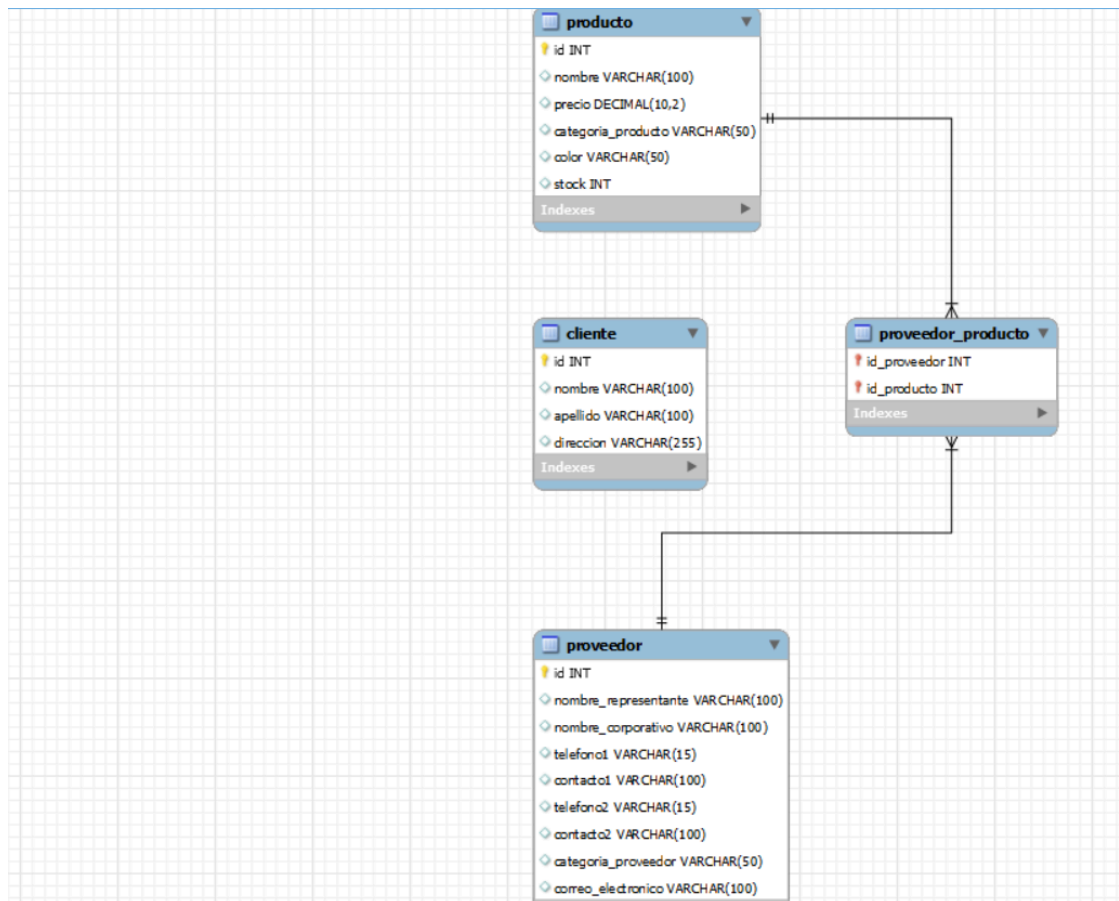 producto
id INT
nombre VARCHAR(100)
precio DECIMAL(10,2)
categoria_producto VARCHAR(50)
color VARCHAR(50)
stock INT
Indexes
cliente
id INT
nombre VARCHAR(100)
apellido VARCHAR(100)
direccion VARCHAR(255)
Indexes
proveedor_producto
id_proveedor INT
id_producto INT
Indexes
proveedor
id INT
nombre_representante VARCHAR(100)
nombre_corporativo VARCHAR(100)
telefono1 VARCHAR(15)
contacto1 VARCHAR(100)
telefono2 VARCHAR(15)
contacto2 VARCHAR(100)
categoria_proveedor VARCHAR(50)
correo_electronico VARCHAR(100)